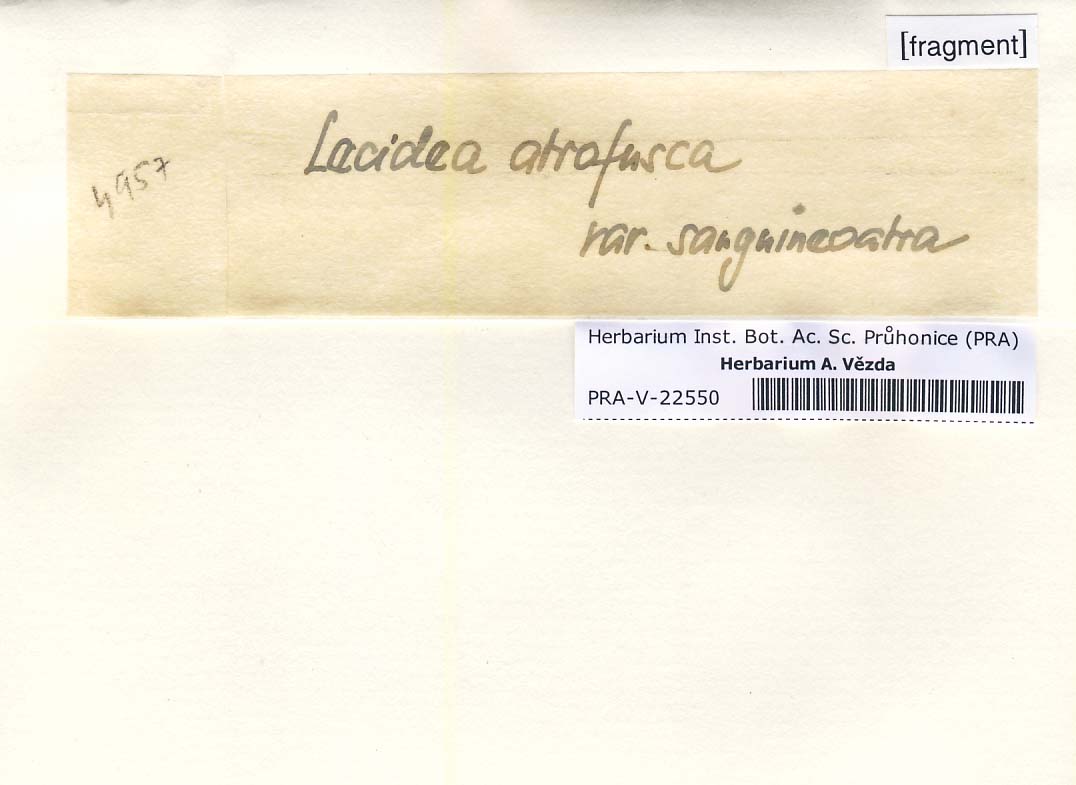 [fragment]
4957
Lecidea atrofusca
var. sanguineoatra
Herbarium Inst. Bot. Ac. Sc. Průhonice (PRA)
Herbarium A. Vězda
PRA-V-22550